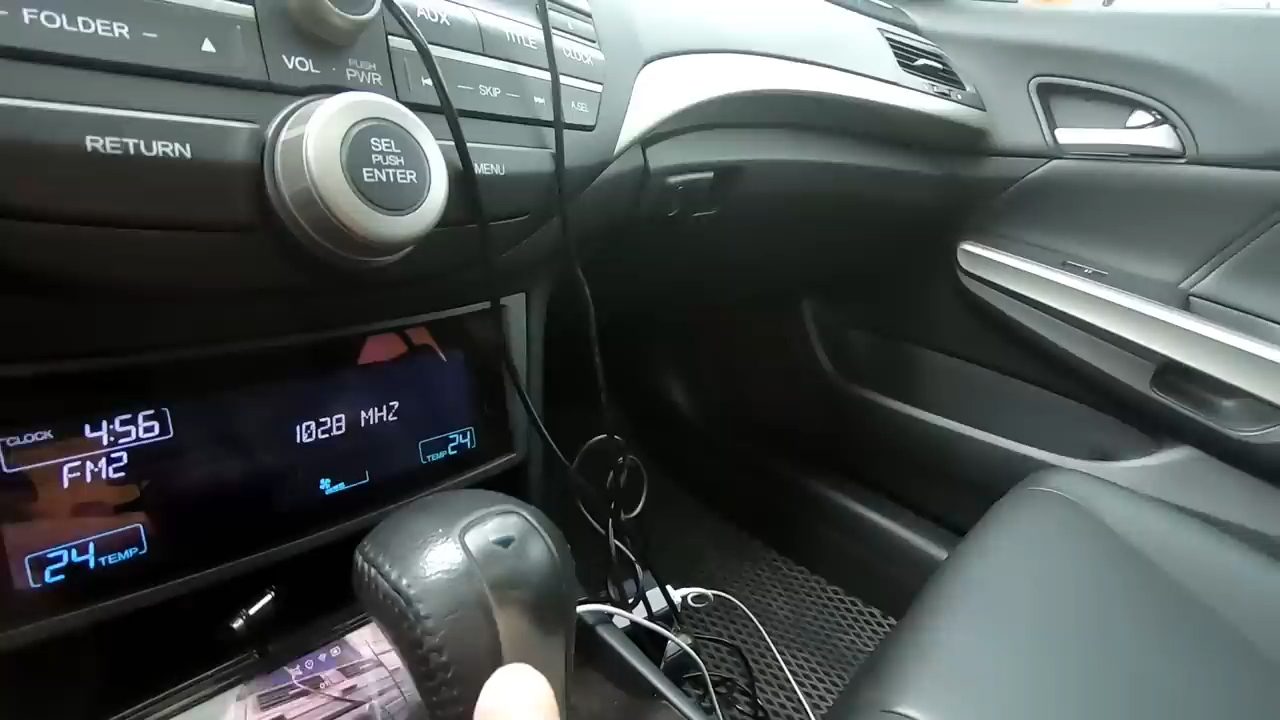 FOLDER
VOL
PUSH
PWR
AUX
TITLE
CLOCK
SKIP
A.SEL
RETURN
SEL
PUSH
ENTER
MENU
CLOCK 4:56
FM2
102.8 MHZ
TEMP 24
24 TEMP